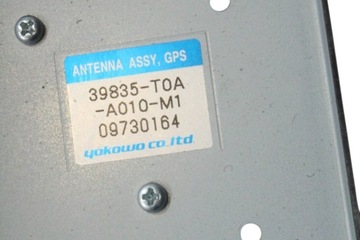 ANTENNA ASSY, GPS
39835-T0A
-A010-M1
09730164
yokowo co.ltd